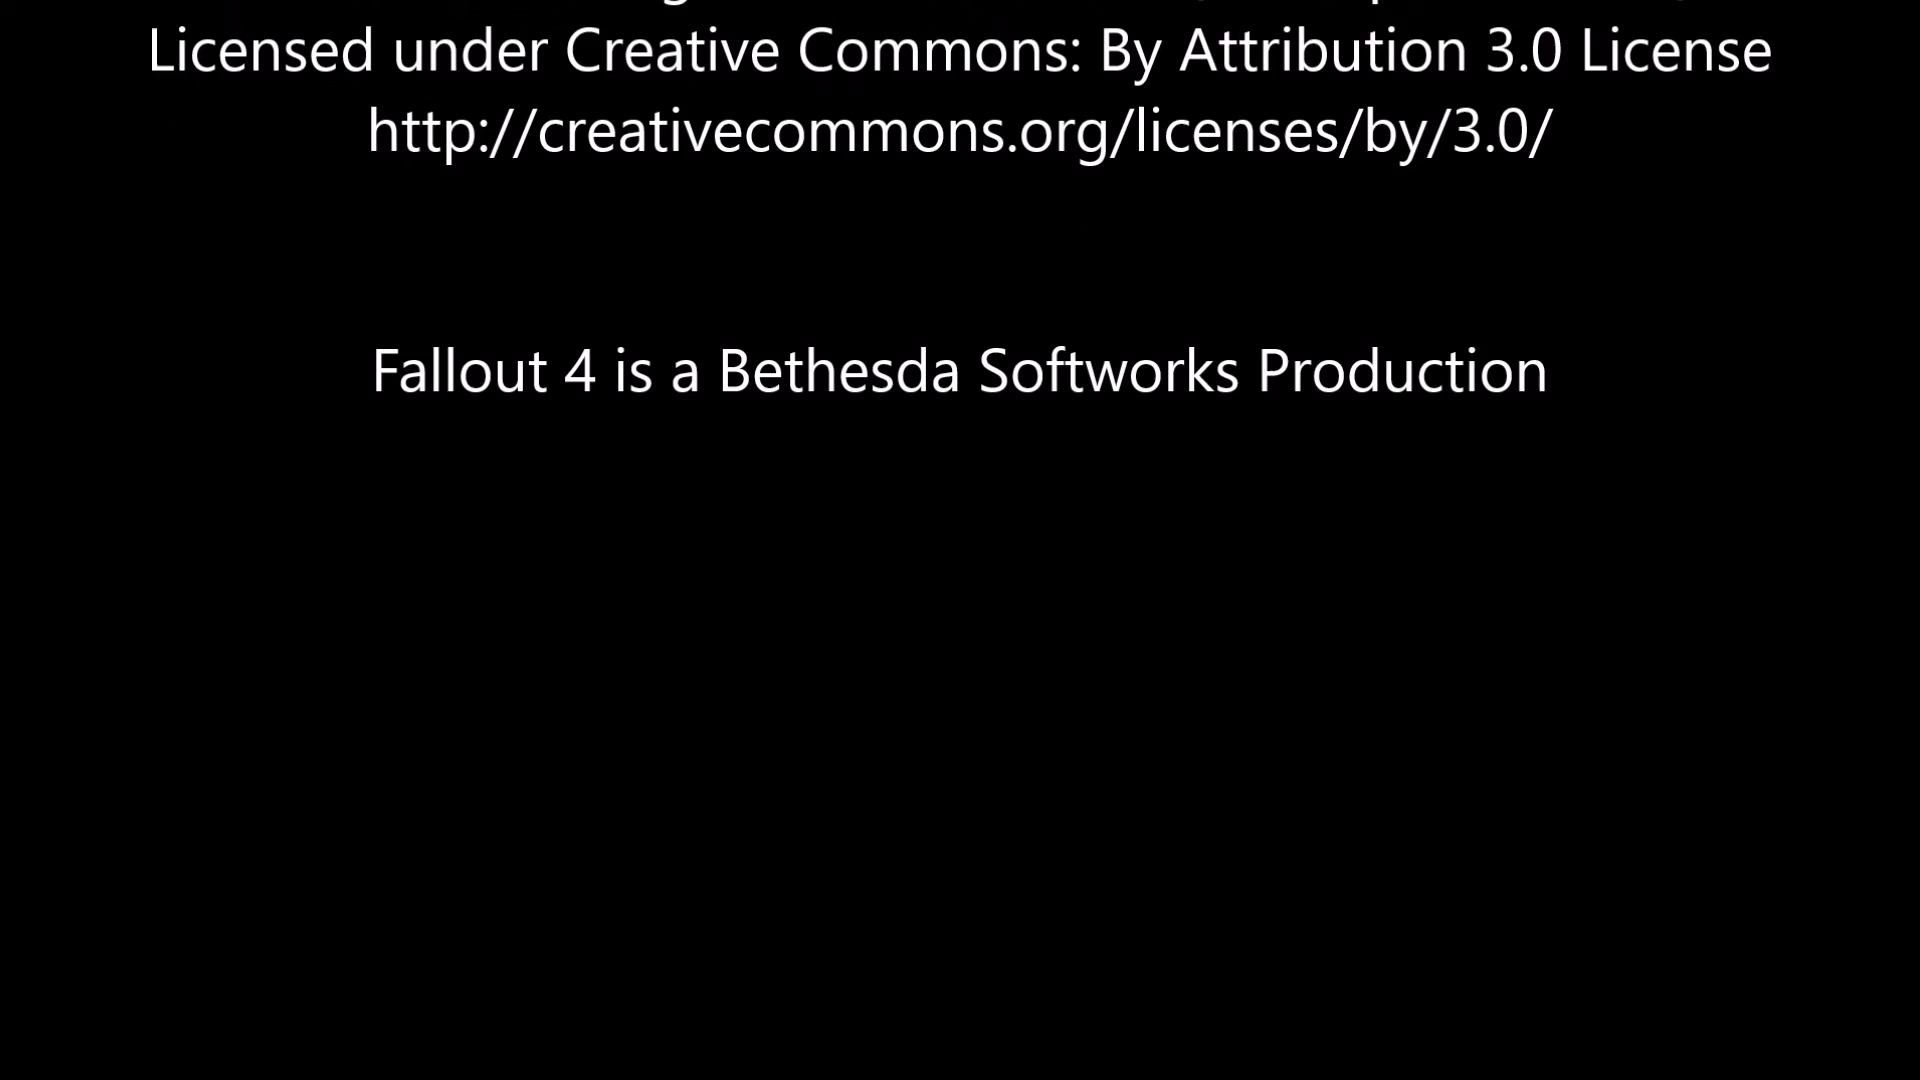 Licensed under Creative Commons: By Attribution 3.0 License
http://creativecommons.org/licenses/by/3.0/
Fallout 4 is a Bethesda Softworks Production